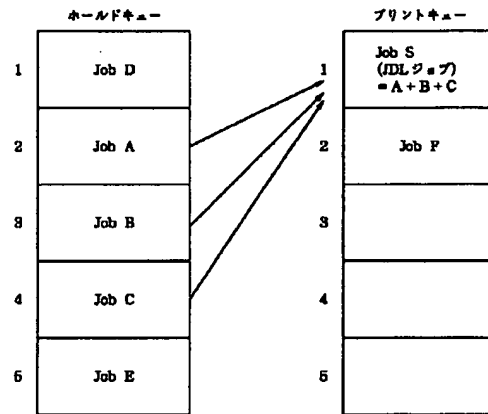 ホールドキュー
1 Job D
2 Job A
3 Job B
4 Job C
5 Job E
プリントキュー
1 Job S
(JDLジョブ)
=A+B+C
2 Job F
3
4
5